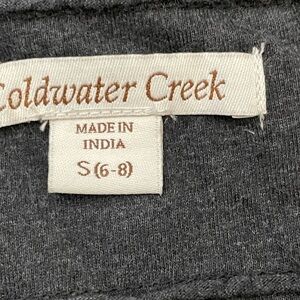 Coldwater Creek
MADE IN
INDIA
S (6-8)